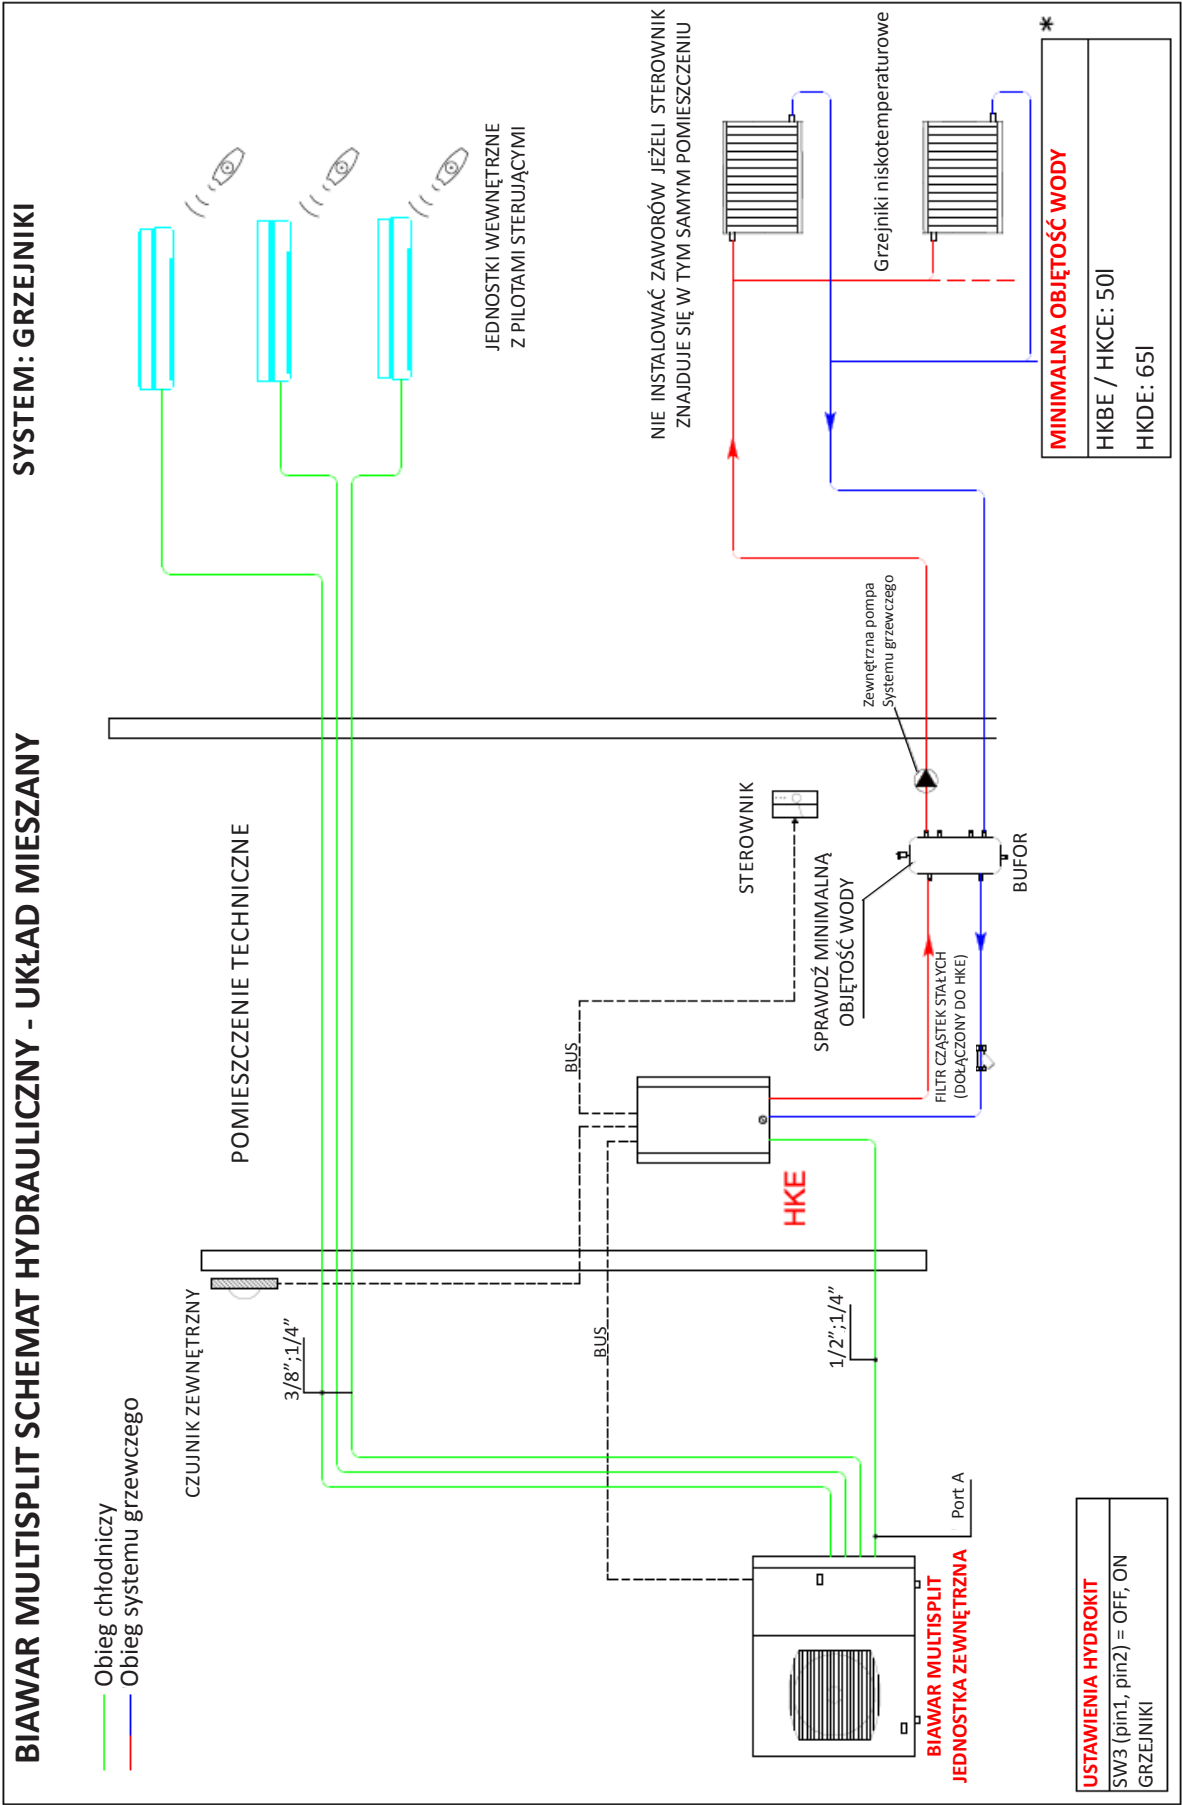 BIAWAR MULTISPLIT SCHEMAT HYDRAULICZNY - UKŁAD MIESZANY
SYSTEM: GRZEJNIKI
Obieg chłodniczy
Obieg systemu grzewczego
CZUJNIK ZEWNĘTRZNY
POMIESZCZENIE TECHNICZNE
3/8”;1/4”
JEDNOSTKI WEWNĘTRZNE
Z PILOTAMI STERUJĄCYMI
BUS
BUS
STEROWNIK
NIE INSTALOWAĆ ZAWORÓW JEŻELI STEROWNIK
ZNAJDUJE SIĘ W TYM SAMYM POMIESZCZENIU
HKE
1/2”;1/4”
SPRAWDŹ MINIMALNĄ
OBJĘTOŚĆ WODY
Zewnętrzna pompa
Systemu grzewczego
Grzejniki niskotemperaturowe
FILTR CZĄSTEK STAŁYCH
(DOŁĄCZONY DO HKE)
BUFOR
Port A
BIAWAR MULTISPLIT
JEDNOSTKA ZEWNĘTRZNA
*
MINIMALNA OBJĘTOŚĆ WODY
HKBE / HKCE: 50l
HKDE: 65l
USTAWIENIA HYDROKIT
SW3 (pin1, pin2) = OFF, ON
GRZEJNIKI